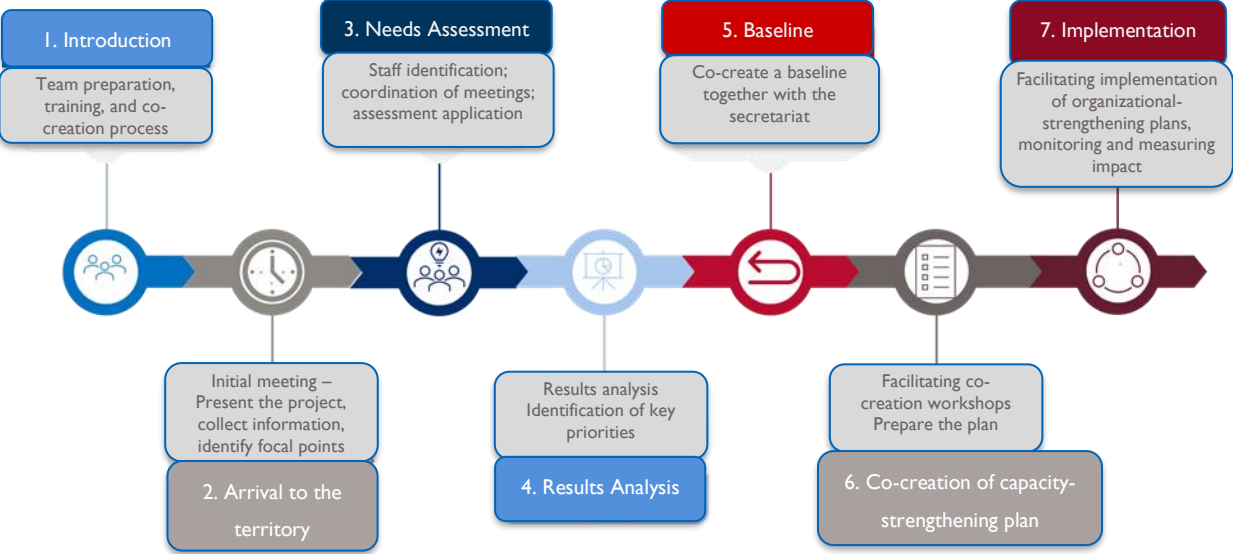 1. Introduction
Team preparation,
training, and co-
creation process
3. Needs Assessment
Staff identification;
coordination of meetings;
assessment application
5. Baseline
Co-create a baseline
together with the
secretariat
7. Implementation
Facilitating implementation
of organizational-
strengthening plans,
monitoring and measuring
impact
Initial meeting –
Present the project,
collect information,
identify focal points
2. Arrival to the
territory
Results analysis
Identification of key
priorities
4. Results Analysis
Facilitating co-
creation workshops
Prepare the plan
6. Co-creation of capacity-
strengthening plan